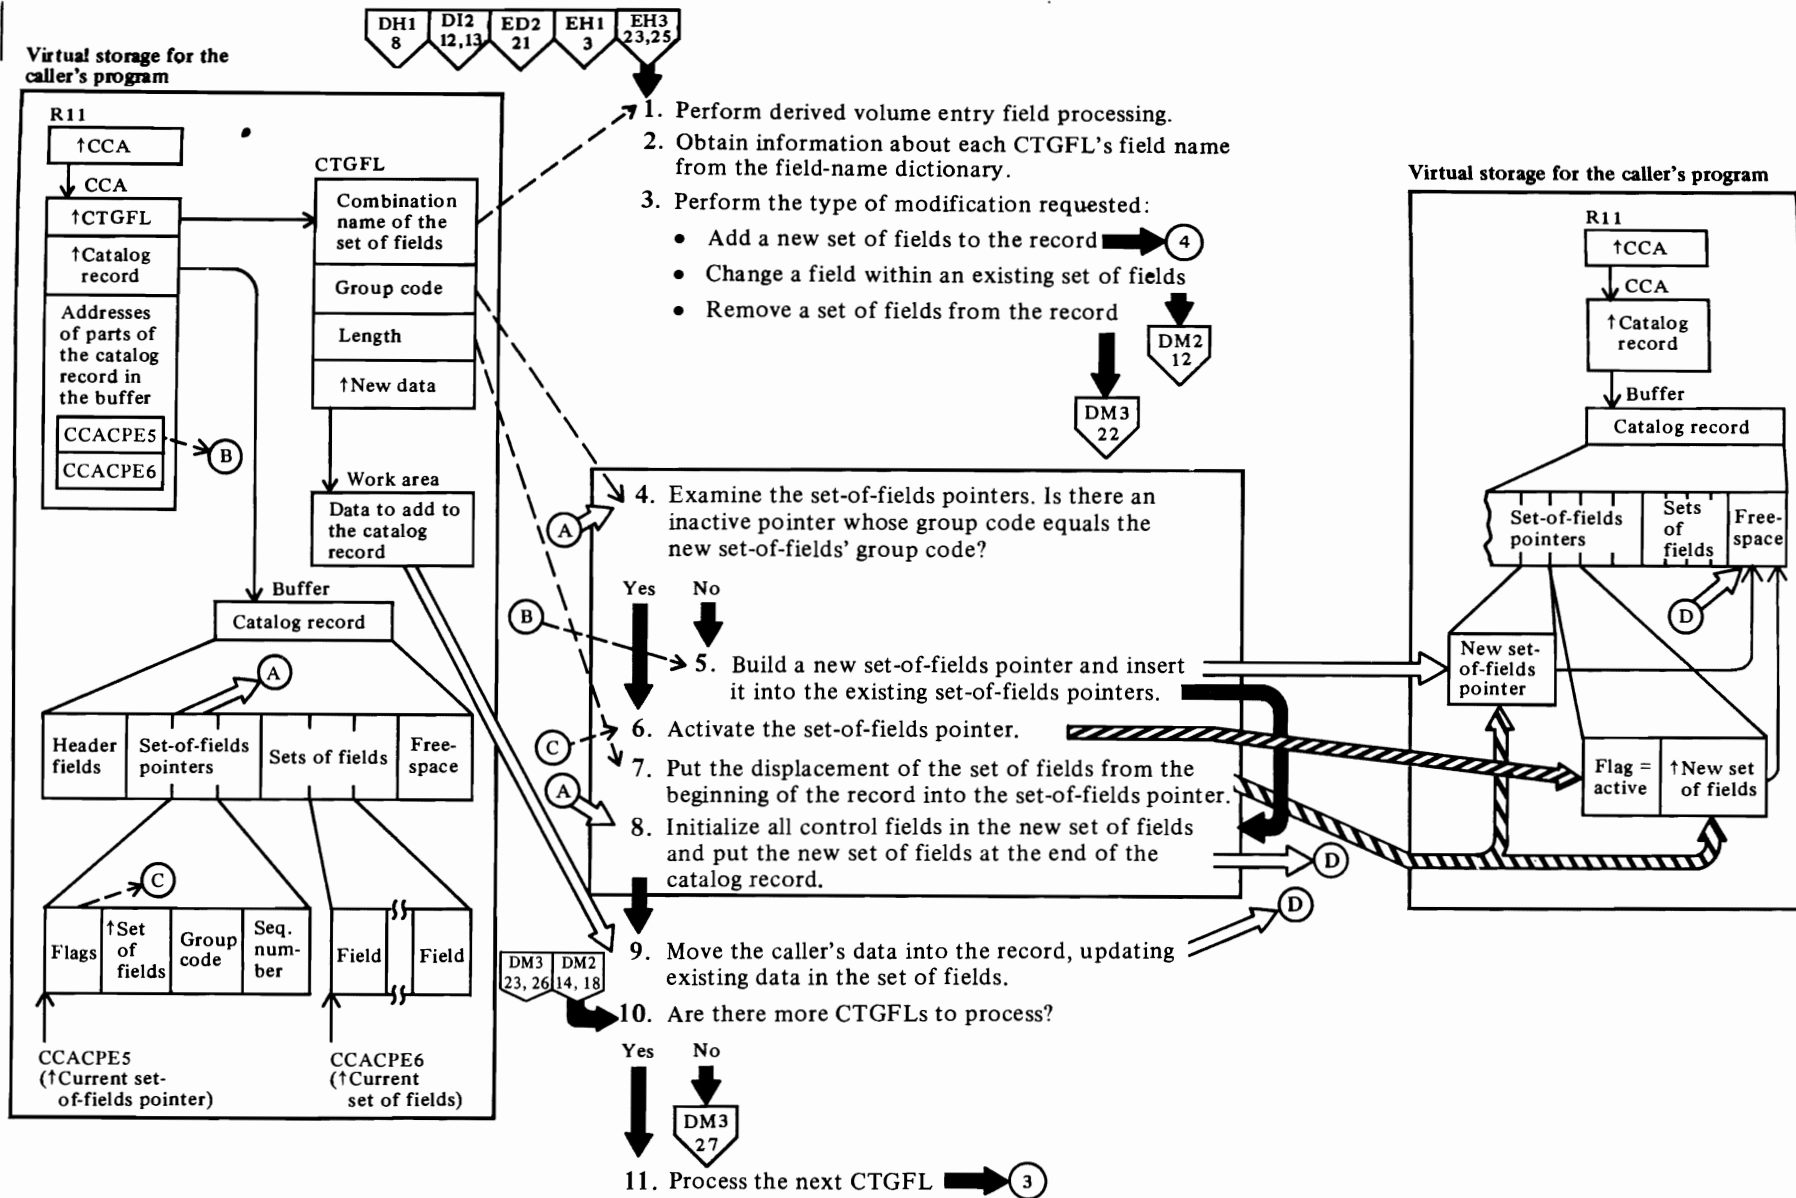 DH1
8
DI2
12,13
ED2
21
EH1
3
EH3
23,25
Virtual storage for the
caller's program
R11
↑CCA
CCA
↑CTGFL
↑Catalog
record
Addresses
of parts of
the catalog
record in
the buffer
CCACPE5
CCACPE6
B
CTGFL
Combination
name of the
set of fields
Group code
Length
↑New data
Work area
Data to add to
the catalog
record
Buffer
Catalog record
A
Header
fields
Set-of-fields
pointers
Sets of fields
Free-
space
C
Flags
↑Set
of
fields
Group
code
Seq.
num-
ber
Field
Field
CCACPE5
(↑Current set-
of-fields pointer)
CCACPE6
(↑Current
set of fields)
1. Perform derived volume entry field processing.
2. Obtain information about each CTGFL's field name
from the field-name dictionary.
3. Perform the type of modification requested:
• Add a new set of fields to the record
4
• Change a field within an existing set of fields
• Remove a set of fields from the record
DM2
12
DM3
22
A
4. Examine the set-of-fields pointers. Is there an
inactive pointer whose group code equals the
new set-of-fields' group code?
Yes No
B
5. Build a new set-of-fields pointer and insert
it into the existing set-of-fields pointers.
C
6. Activate the set-of-fields pointer.
7. Put the displacement of the set of fields from the
beginning of the record into the set-of-fields pointer.
A
8. Initialize all control fields in the new set of fields
and put the new set of fields at the end of the
catalog record.
D
D
9. Move the caller's data into the record, updating
existing data in the set of fields.
DM3
23, 26
DM2
14, 18
10. Are there more CTGFLs to process?
Yes No
DM3
27
11. Process the next CTGFL
3
Virtual storage for the caller's program
R11
↑CCA
CCA
↑Catalog
record
Buffer
Catalog record
Set-of-fields
pointers
Sets
of
fields
Free-
space
D
New set-
of-fields
pointer
Flag =
active
↑New set
of fields